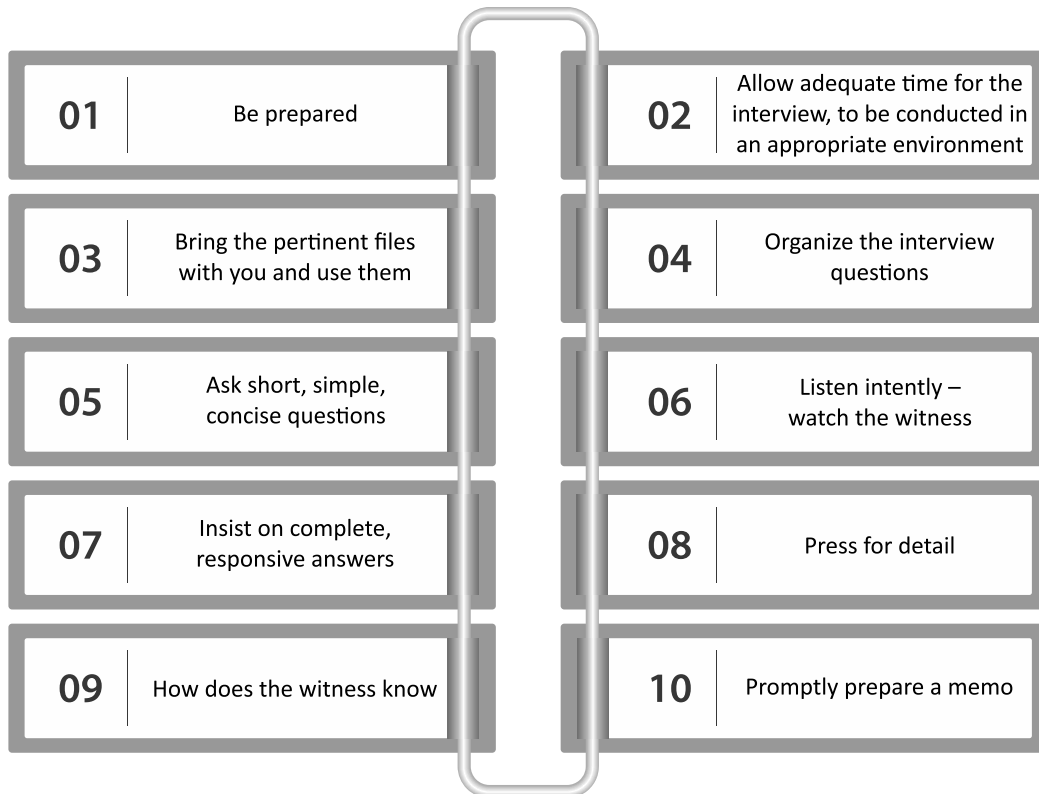 01
Be prepared
02
Allow adequate time for the
interview, to be conducted in
an appropriate environment
03
Bring the pertinent files
with you and use them
04
Organize the interview
questions
05
Ask short, simple,
concise questions
06
Listen intently –
watch the witness
07
Insist on complete,
responsive answers
08
Press for detail
09
How does the witness know
10
Promptly prepare a memo